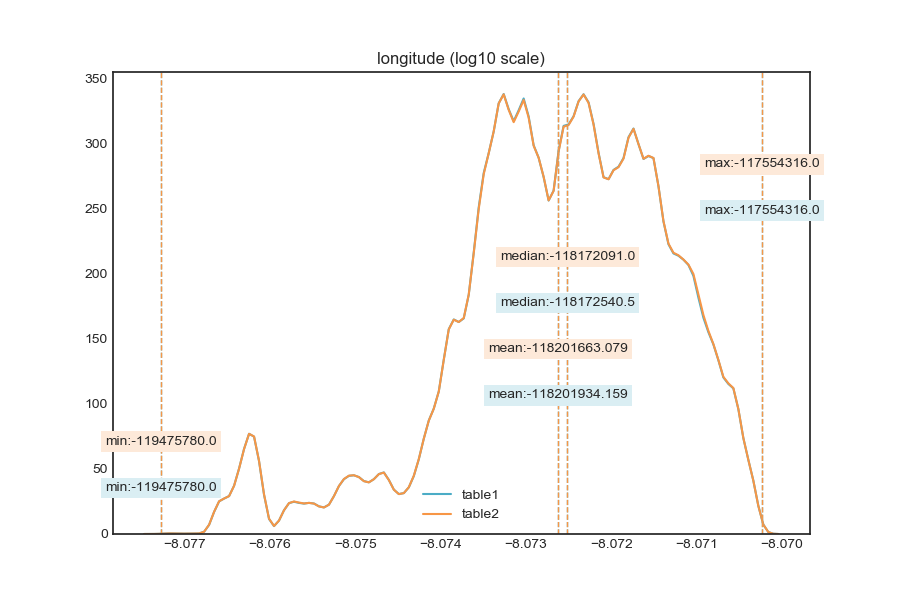 longitude (log10 scale)
350
300
250
200
150
100
50
0
max:-117554316.0
max:-117554316.0
median:-118172091.0
median:-118172540.5
mean:-118201663.079
mean:-118201934.159
min:-119475780.0
min:-119475780.0
table1
table2
−8.077 −8.076 −8.075 −8.074 −8.073 −8.072 −8.071 −8.070